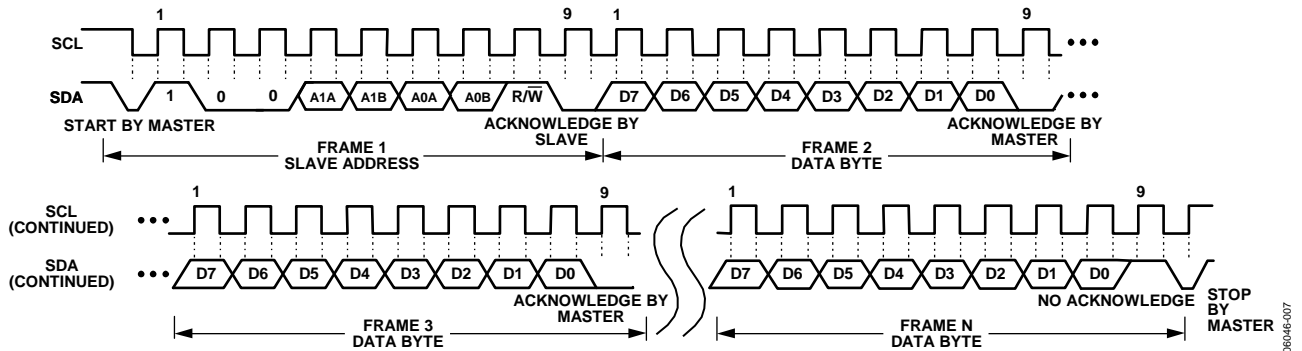 1 9 1 9
SCL
SDA 1 0 0 A1A A1B A0A A0B R/W̅ D7 D6 D5 D4 D3 D2 D1 D0
START BY MASTER
ACKNOWLEDGE BY
SLAVE
ACKNOWLEDGE BY
MASTER
FRAME 1
SLAVE ADDRESS
FRAME 2
DATA BYTE
1 9 1 9
SCL
(CONTINUED)
SDA
(CONTINUED)
D7 D6 D5 D4 D3 D2 D1 D0 D7 D6 D5 D4 D3 D2 D1 D0
ACKNOWLEDGE BY
MASTER
NO ACKNOWLEDGE
STOP
BY
MASTER
FRAME 3
DATA BYTE
FRAME N
DATA BYTE
06046-007